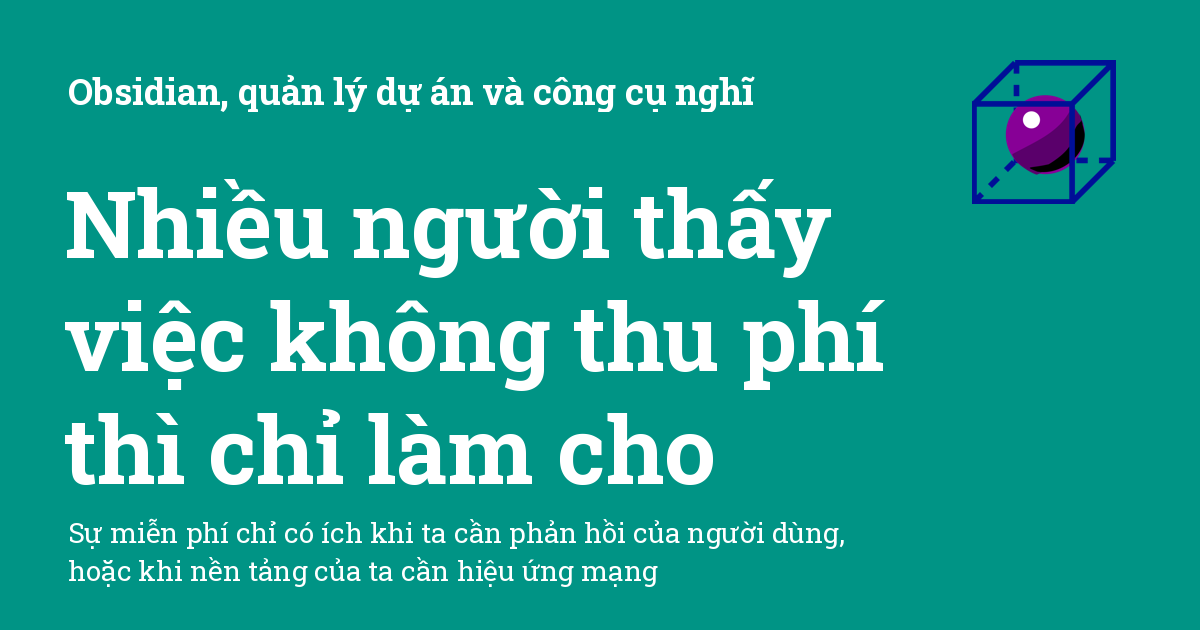 Obsidian, quản lý dự án và công cụ nghĩ
Nhiều người thấy
việc không thu phí
thì chỉ làm cho
Sự miễn phí chỉ có ích khi ta cần phản hồi của người dùng,
hoặc khi nền tảng của ta cần hiệu ứng mạng